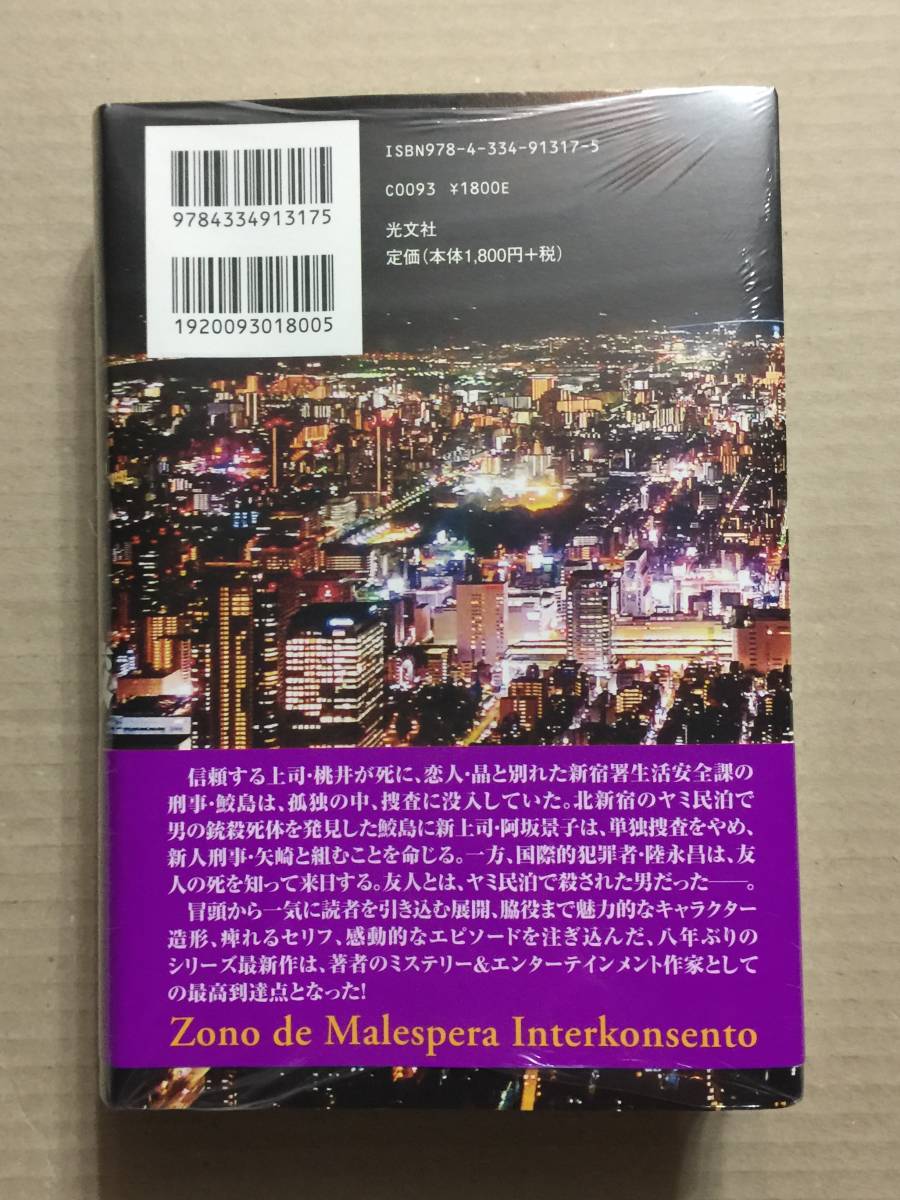 9784334913175
1920093018005
ISBN978-4-334-91317-5
C0093 ¥1800E
光文社
定価(本体1,800円+税)
信頼する上司・桃井が死に、恋人・晶と別れた新宿署生活安全課の
刑事・鮫島は、孤独の中、捜査に没入していた。北新宿のヤミ民泊で
男の銃殺死体を発見した鮫島に新上司・阿坂景子は、単独捜査をやめ、
新人刑事・矢崎と組むことを命じる。一方、国際的犯罪者・陸永昌は、友
人の死を知って来日する。友人とは、ヤミ民泊で殺された男だった――。
冒頭から一気に読者を引き込む展開、脇役まで魅力的なキャラクター
造形、痺れるセリフ、感動的なエピソードを注ぎ込んだ、八年ぶりの
シリーズ最新作は、著者のミステリー&エンターテインメント作家として
の最高到達点となった!
Zono de Malespera Interkonsento